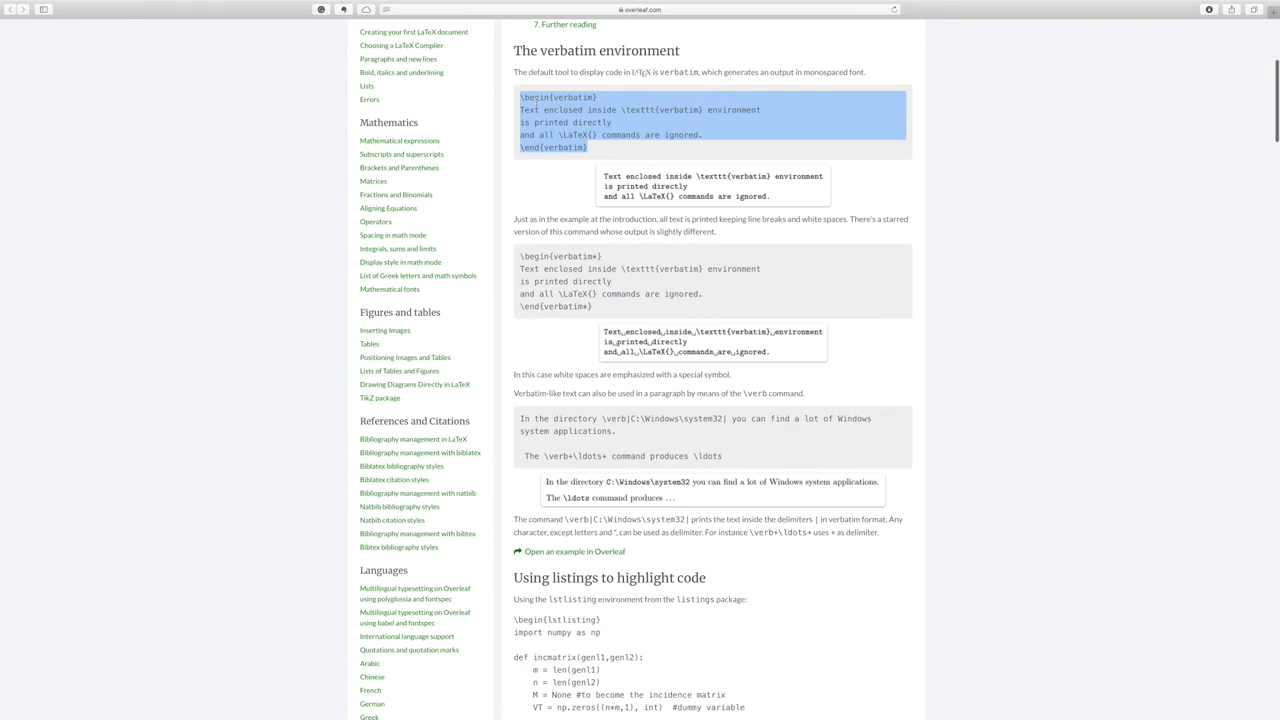 overleaf.com
Creating your first LaTeX document
Choosing a LaTeX Compiler
Paragraphs and new lines
Bold, italics and underlining
Lists
Errors
Mathematics
Mathematical expressions
Subscripts and superscripts
Brackets and Parentheses
Matrices
Fractions and Binomials
Aligning Equations
Operators
Spacing in math mode
Integrals, sums and limits
Display style in math mode
List of Greek letters and math symbols
Mathematical fonts
Figures and tables
Inserting Images
Tables
Positioning Images and Tables
Lists of Tables and Figures
Drawing Diagrams Directly in LaTeX
TikZ package
References and Citations
Bibliography management in LaTeX
Bibliography management with biblatex
Biblatex bibliography styles
Biblatex citation styles
Bibliography management with natbib
Natbib bibliography styles
Natbib citation styles
Bibliography management with bibtex
Bibtex bibliography styles
Languages
Multilingual typesetting on Overleaf
using polyglossia and fontspec
Multilingual typesetting on Overleaf
using babel and fontspec
International language support
Quotations and quotation marks
Arabic
Chinese
French
German
Greek
7. Further reading
The verbatim environment
The default tool to display code in LaTeX is verbatim, which generates an output in monospaced font.
\begin{verbatim}
Text enclosed inside \texttt{verbatim} environment
is printed directly
and all \LaTeX{} commands are ignored.
\end{verbatim}
Text enclosed inside \texttt{verbatim} environment
is printed directly
and all \LaTeX{} commands are ignored.
Just as in the example at the introduction, all text is printed keeping line breaks and white spaces. There's a starred
version of this command whose output is slightly different.
\begin{verbatim*}
Text enclosed inside \texttt{verbatim} environment
is printed directly
and all \LaTeX{} commands are ignored.
\end{verbatim*}
Text␣enclosed␣inside␣\texttt{verbatim}␣environment
is␣printed␣directly
and␣all␣\LaTeX{}␣commands␣are␣ignored.
In this case white spaces are emphasized with a special symbol.
Verbatim-like text can also be used in a paragraph by means of the \verb command.
In the directory \verb|C:\Windows\system32| you can find a lot of Windows
system applications.
The \verb+\ldots+ command produces \ldots
In the directory C:\Windows\system32 you can find a lot of Windows system applications.
The \ldots command produces …
The command \verb|C:\Windows\system32| prints the text inside the delimiters | in verbatim format. Any
character, except letters and *, can be used as delimiter. For instance \verb+\ldots+ uses + as delimiter.
Open an example in Overleaf
Using listings to highlight code
Using the lstlisting environment from the listings package:
\begin{lstlisting}
import numpy as np
def incmatrix(genl1,genl2):
m = len(genl1)
n = len(genl2)
M = None #to become the incidence matrix
VT = np.zeros((n*m,1), int)  #dummy variable